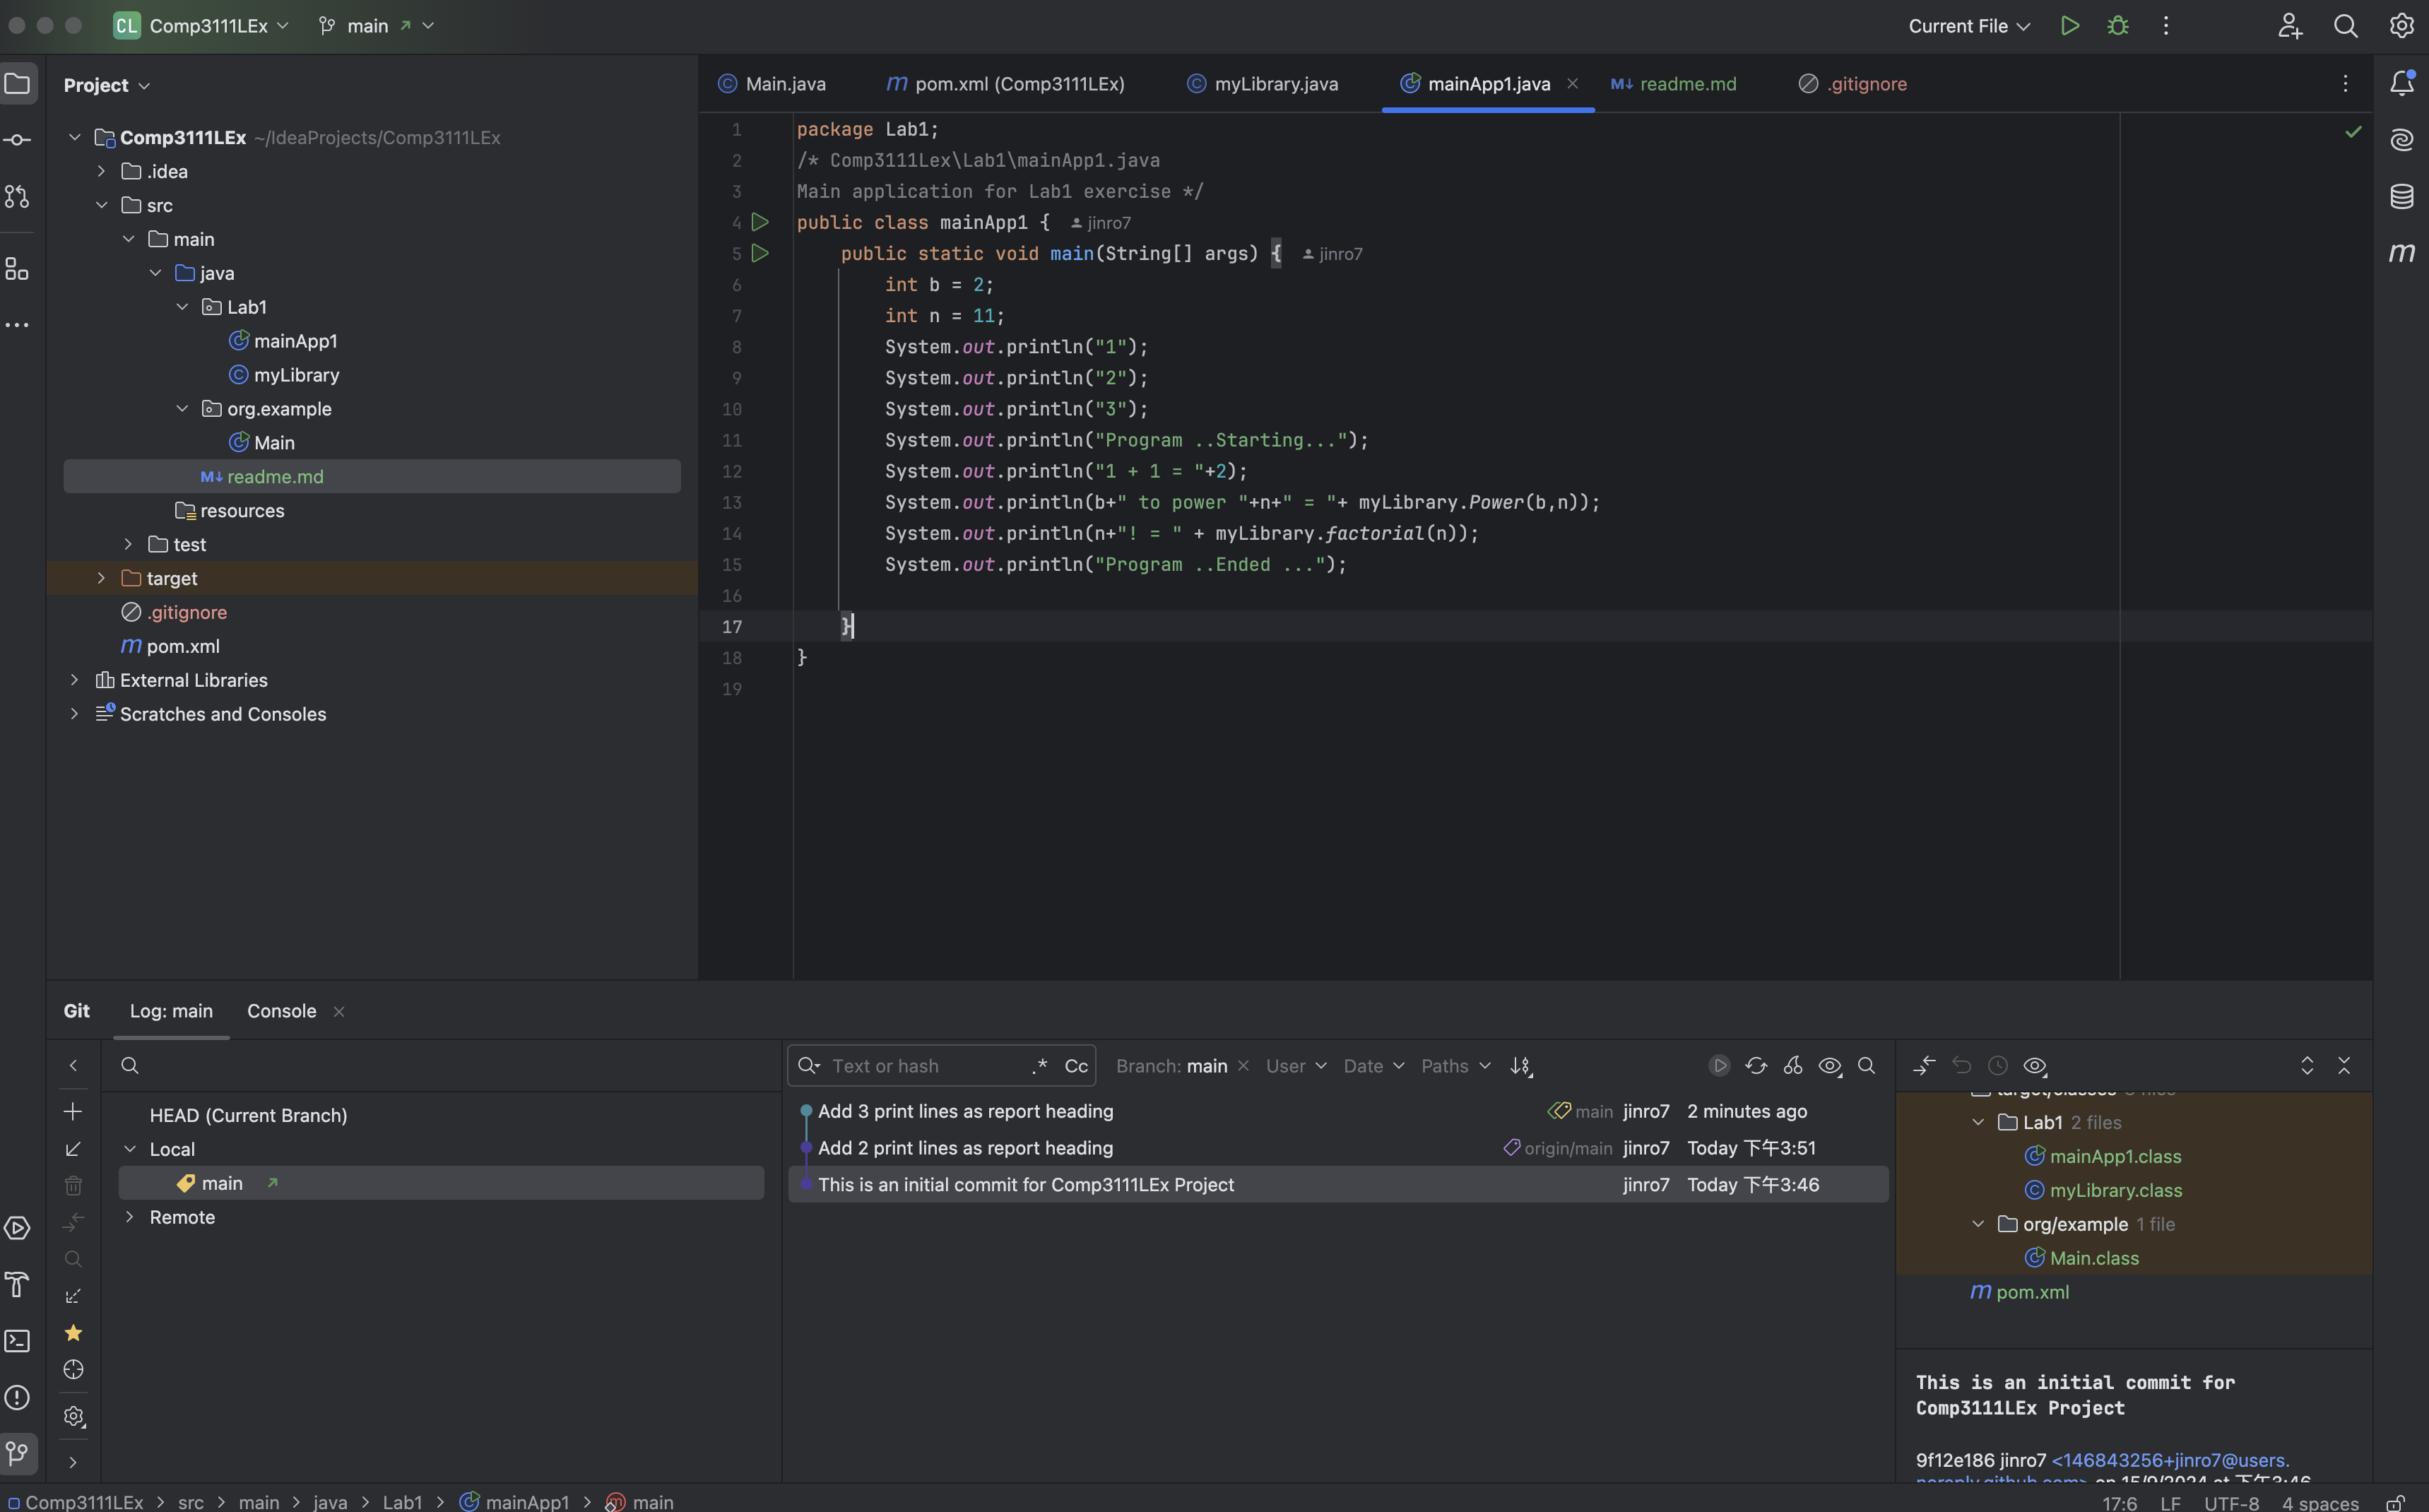 CL Comp3111LEx main Current File
Project
Main.java pom.xml (Comp3111LEx) myLibrary.java mainApp1.java readme.md .gitignore
Comp3111LEx ~/IdeaProjects/Comp3111LEx
.idea
src
main
java
Lab1
mainApp1
myLibrary
org.example
Main
M↓ readme.md
resources
test
target
.gitignore
m pom.xml
External Libraries
Scratches and Consoles
1 package Lab1;
2 /* Comp3111Lex\Lab1\mainApp1.java
3 Main application for Lab1 exercise */
4 public class mainApp1 { jinro7
5 public static void main(String[] args) { jinro7
6 int b = 2;
7 int n = 11;
8 System.out.println("1");
9 System.out.println("2");
10 System.out.println("3");
11 System.out.println("Program ..Starting...");
12 System.out.println("1 + 1 = "+2);
13 System.out.println(b+" to power "+n+" = "+ myLibrary.Power(b,n));
14 System.out.println(n+"! = " + myLibrary.factorial(n));
15 System.out.println("Program ..Ended ...");
16
17 }
18 }
19
Git Log: main Console
Text or hash .* Cc Branch: main User Date Paths
HEAD (Current Branch)
Local
main
Remote
Add 3 print lines as report heading main jinro7 2 minutes ago
Add 2 print lines as report heading origin/main jinro7 Today 下午3:51
This is an initial commit for Comp3111LEx Project jinro7 Today 下午3:46
Lab1 2 files
mainApp1.class
myLibrary.class
org/example 1 file
Main.class
m pom.xml
This is an initial commit for
Comp3111LEx Project
9f12e186 jinro7 <146843256+jinro7@users.
noreply.github.com> on 15/9/2024 at 下午3:46
Comp3111LEx > src > main > java > Lab1 > mainApp1 > main 17:6 LF UTF-8 4 spaces